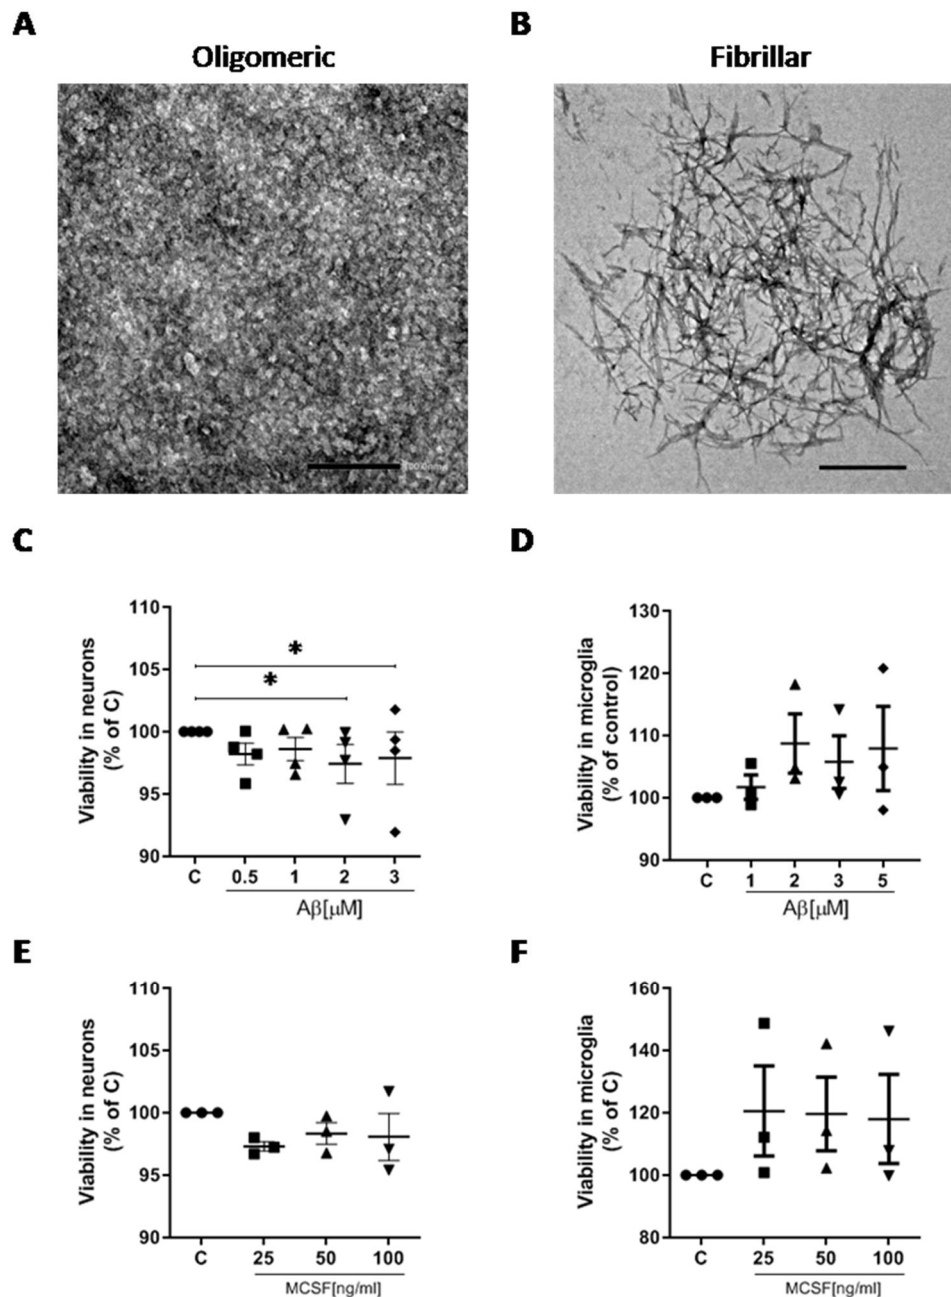 A
B
Oligomeric
Fibrillar
C
D
110
105
100
95
90
Viability in neurons
(% of C)
*
*
C
0.5
1
2
3
Aβ[μM]
130
120
110
100
90
Viability in microglia
(% of control)
C
1
2
3
5
Aβ[μM]
E
F
110
105
100
95
90
Viability in neurons
(% of C)
C
25
50
100
MCSF[ng/ml]
160
140
120
100
80
Viability in microglia
(% of C)
C
25
50
100
MCSF[ng/ml]